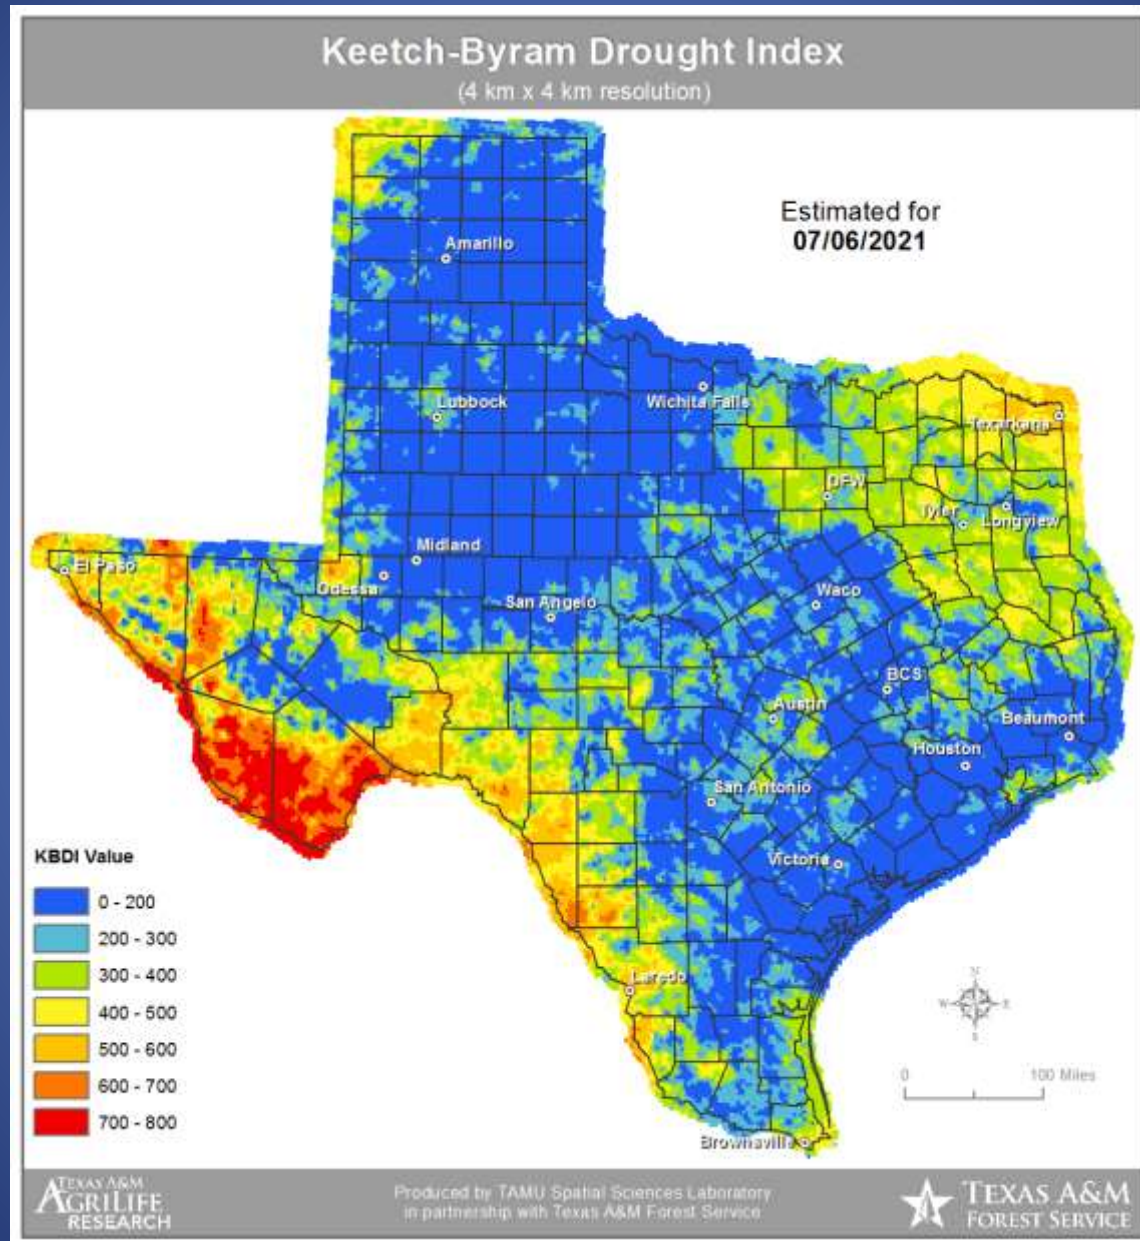 Keetch-Byram Drought Index
(4 km x 4 km resolution)
Estimated for
07/06/2021
Amarillo
Lubbock
Wichita Falls
Texarkana
DFW
Tyler
Longview
Midland
El Paso
Odessa
San Angelo
Waco
BCS
Austin
Beaumont
Houston
San Antonio
Victoria
KBDI Value
0 - 200
200 - 300
300 - 400
400 - 500
500 - 600
600 - 700
700 - 800
Laredo
N
W
E
S
0
100 Miles
Brownsville
TEXAS A&M
AGRILIFE
RESEARCH
Produced by TAMU Spatial Sciences Laboratory
in partnership with Texas A&M Forest Service
TEXAS A&M
FOREST SERVICE